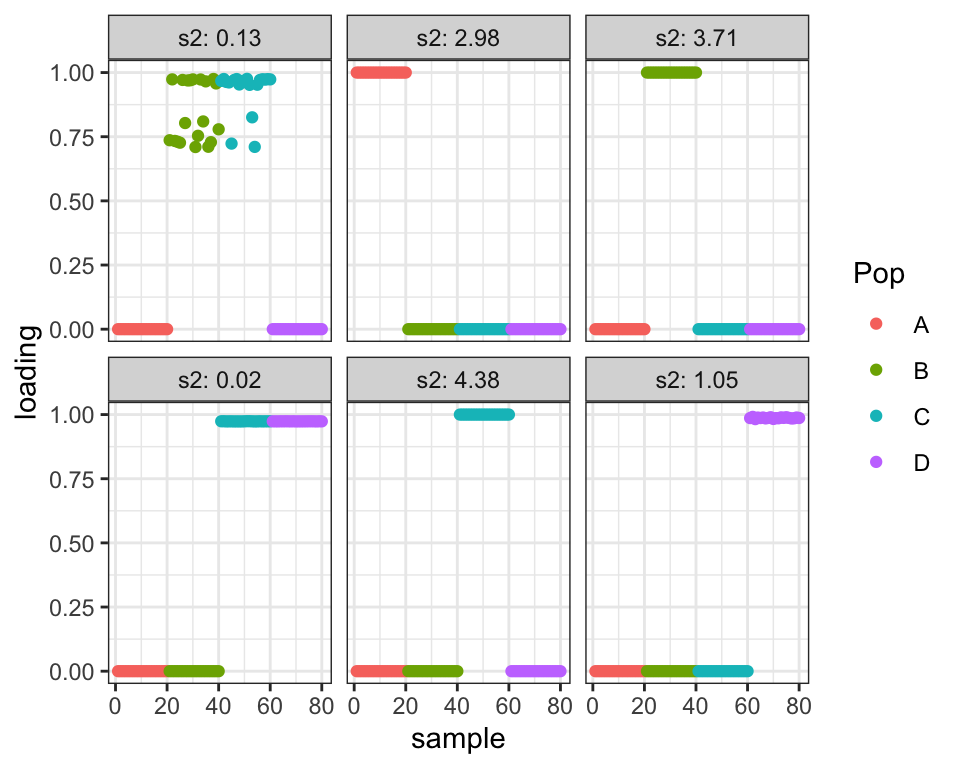 s2: 0.13 s2: 2.98 s2: 3.71
1.00
0.75
0.50
0.25
0.00
s2: 0.02 s2: 4.38 s2: 1.05
1.00
0.75
0.50
0.25
0.00
0 20 40 60 80 0 20 40 60 80 0 20 40 60 80
sample
loading
Pop
A
B
C
D